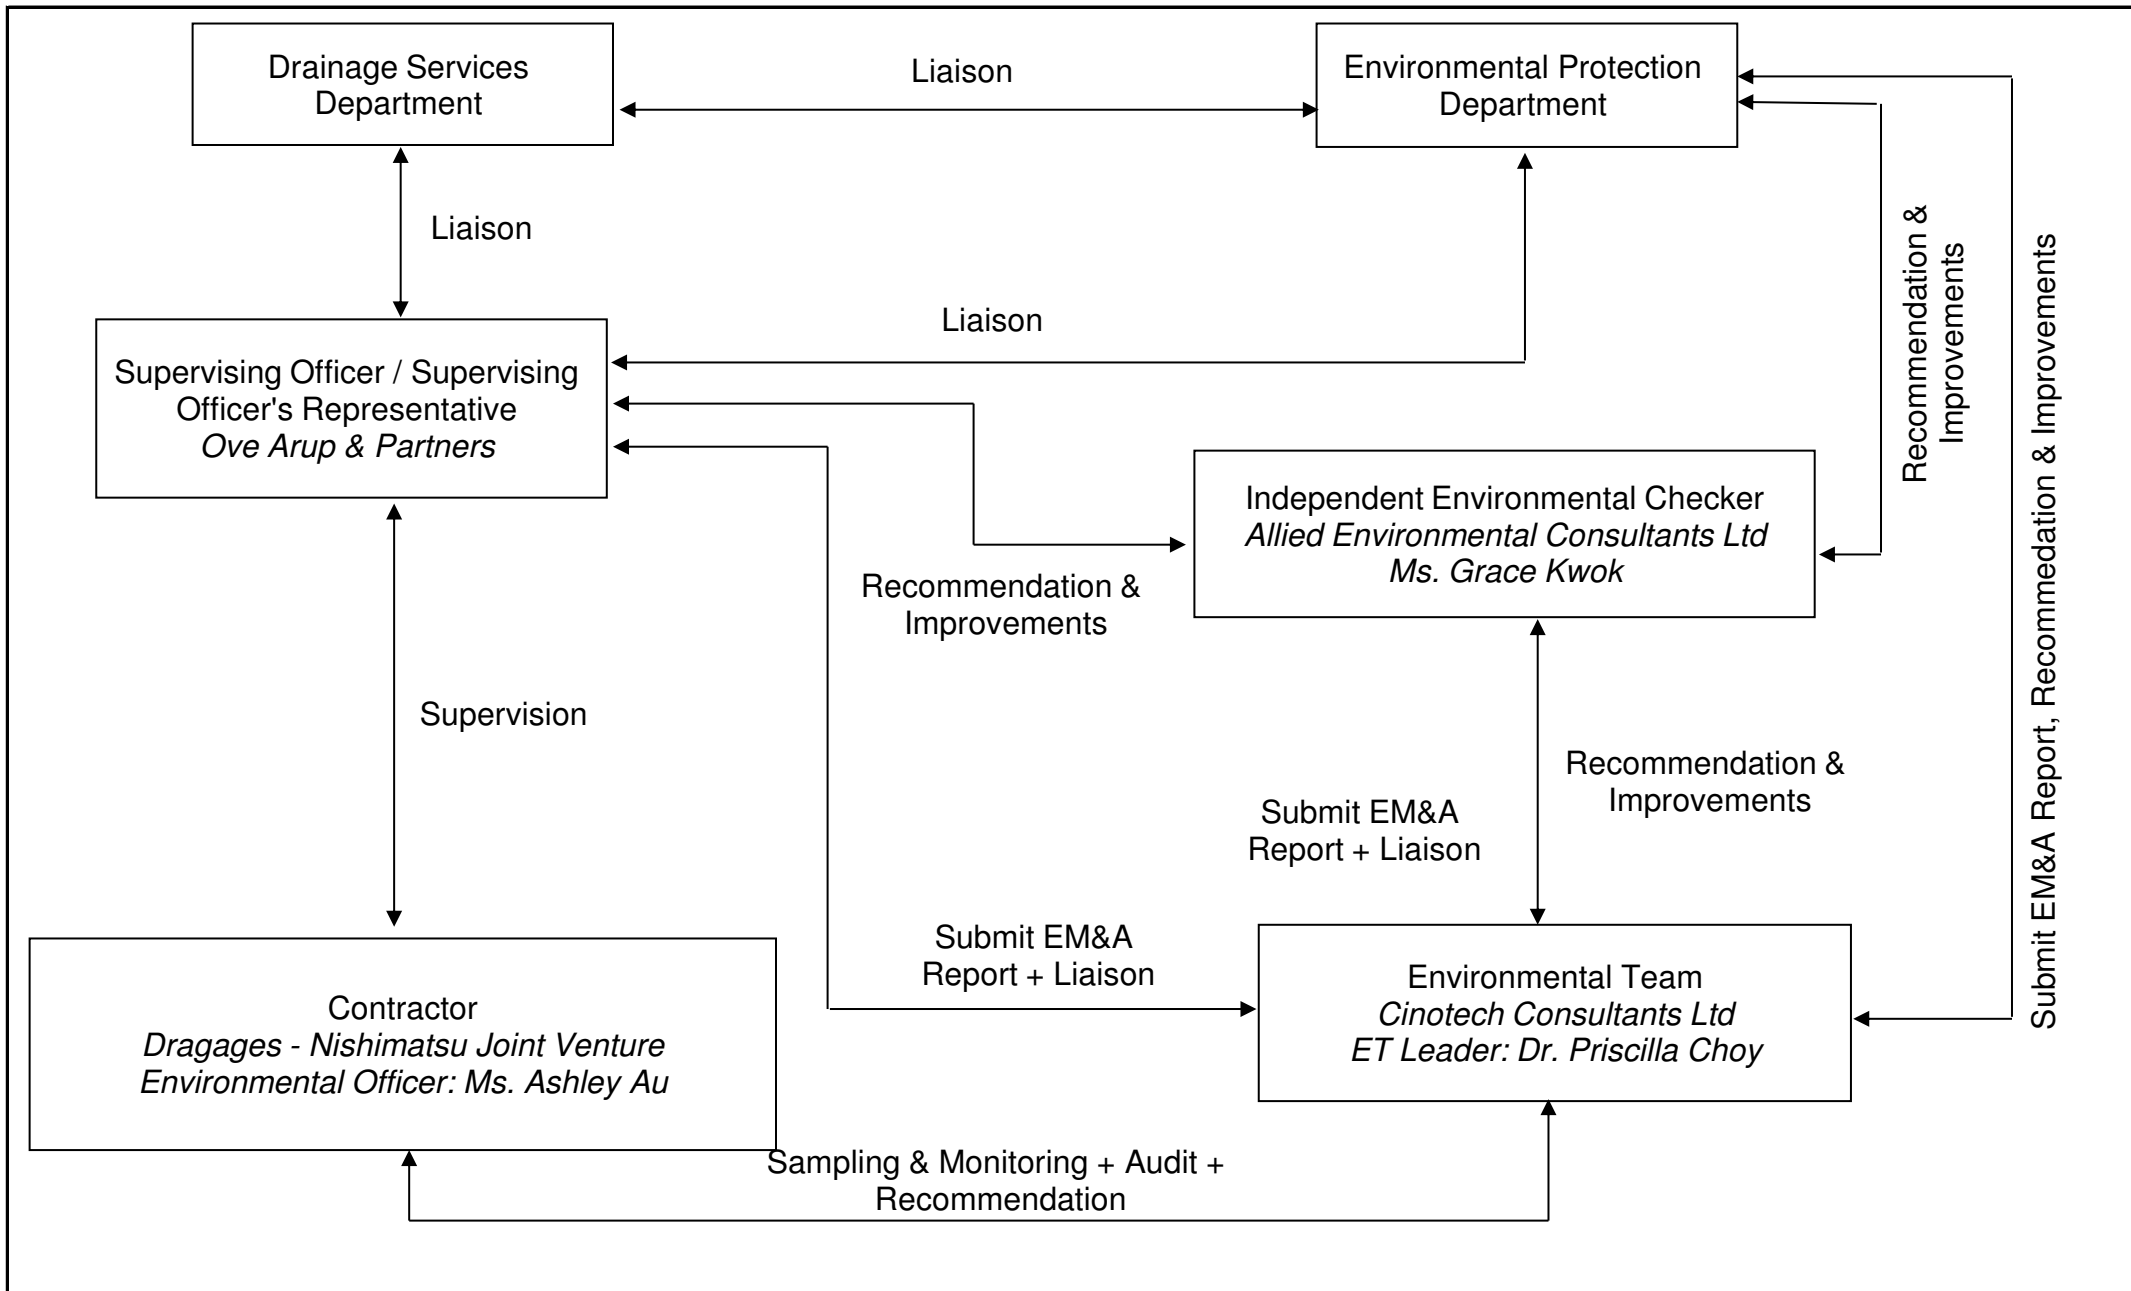 Drainage Services
Department
Liaison
Environmental Protection
Department
Liaison
Liaison
Recommendation &
Improvements
Submit EM&A Report, Recommedation & Improvements
Supervising Officer / Supervising
Officer's Representative
Ove Arup & Partners
Independent Environmental Checker
Allied Environmental Consultants Ltd
Ms. Grace Kwok
Recommendation &
Improvements
Supervision
Recommendation &
Improvements
Submit EM&A
Report + Liaison
Submit EM&A
Report + Liaison
Contractor
Dragages - Nishimatsu Joint Venture
Environmental Officer: Ms. Ashley Au
Environmental Team
Cinotech Consultants Ltd
ET Leader: Dr. Priscilla Choy
Sampling & Monitoring + Audit +
Recommendation